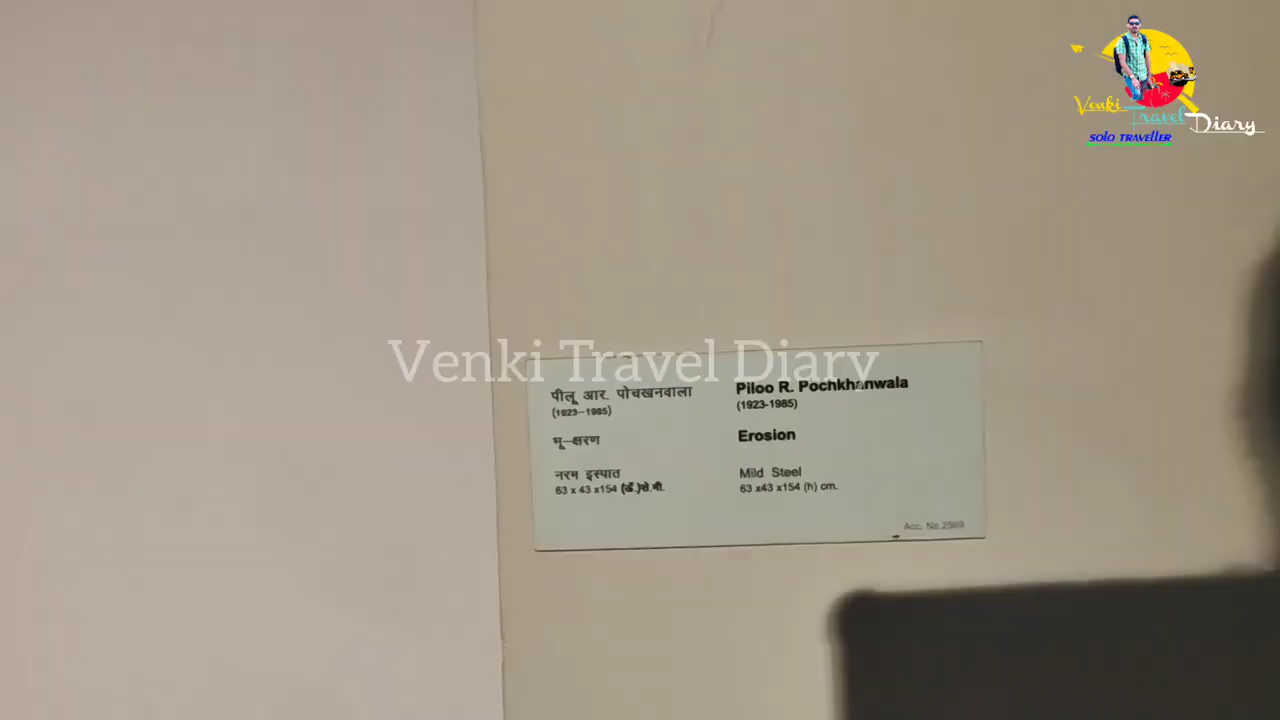 Venki
Travel
Diary
SOLO TRAVELLER
Venki Travel Diary
पीलू आर. पोचखनवाला
(1923-1985)
भू-क्षरण
नरम इस्पात
63 x 43 x154 (ऊँ.)से.मी.
Piloo R. Pochkhanwala
(1923-1985)
Erosion
Mild Steel
63 x43 x154 (h) cm.
Acc. No.2569